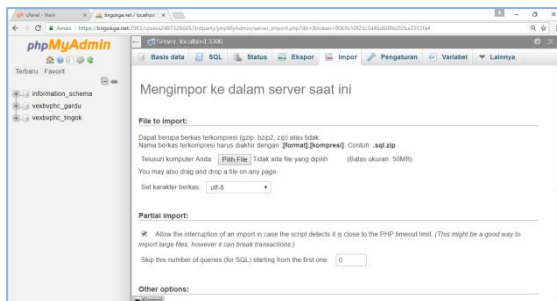 cPanel - Main
tingokge.net / localhost
Aman
https://tingokge.net:2083/cpsess2487326665/3rdparty/phpMyAdmin/server_import.php
phpMyAdmin
Terbaru Favorit
information_schema
vexbvphc_gardu
vexbvphc_tingok
Server: localhost:3306
Basis data SQL Status Ekspor Impor Pengaturan Variabel Lainnya
Mengimpor ke dalam server saat ini
File to import:
Dapat berupa berkas terkompresi (gzip, bzip2, zip) atau tidak.
Nama berkas terkompresi harus diakhir dengan .[format].[kompresi]. Contoh: .sql.zip
Telusuri komputer Anda: Pilih File Tidak ada file yang dipilih (Batas ukuran: 50MB)
You may also drag and drop a file on any page.
Set karakter berkas: utf-8
Partial import:
Allow the interruption of an import in case the script detects it is close to the PHP timeout limit. (This might be a good way to
import large files, however it can break transactions.)
Skip this number of queries (for SQL) starting from the first one: 0
Other options:
Konsol